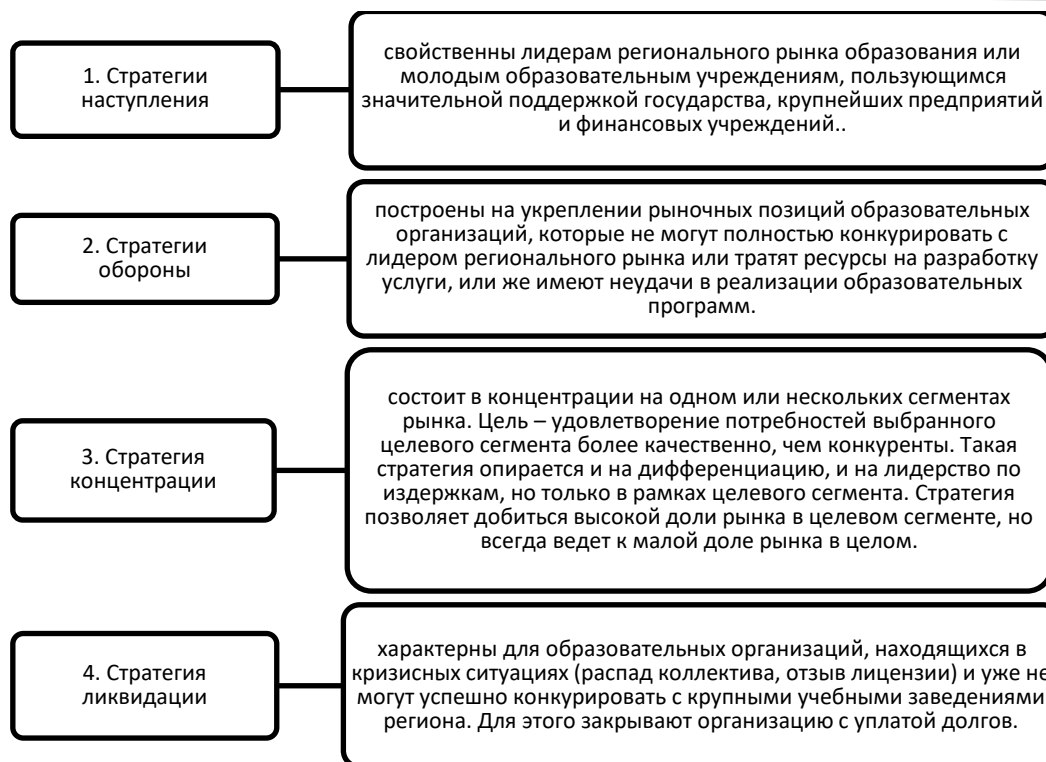 1. Стратегии
наступления
свойственны лидерам регионального рынка образования или
молодым образовательным учреждениям, пользующимся
значительной поддержкой государства, крупнейших предприятий
и финансовых учреждений..
2. Стратегии
обороны
построены на укреплении рыночных позиций образовательных
организаций, которые не могут полностью конкурировать с
лидером регионального рынка или тратят ресурсы на разработку
услуги, или же имеют неудачи в реализации образовательных
программ.
3. Стратегия
концентрации
состоит в концентрации на одном или нескольких сегментах
рынка. Цель – удовлетворение потребностей выбранного
целевого сегмента более качественно, чем конкуренты. Такая
стратегия опирается и на дифференциацию, и на лидерство по
издержкам, но только в рамках целевого сегмента. Стратегия
позволяет добиться высокой доли рынка в целевом сегменте, но
всегда ведет к малой доле рынка в целом.
4. Стратегия
ликвидации
характерны для образовательных организаций, находящихся в
кризисных ситуациях (распад коллектива, отзыв лицензии) и уже не
могут успешно конкурировать с крупными учебными заведениями
региона. Для этого закрывают организацию с уплатой долгов.